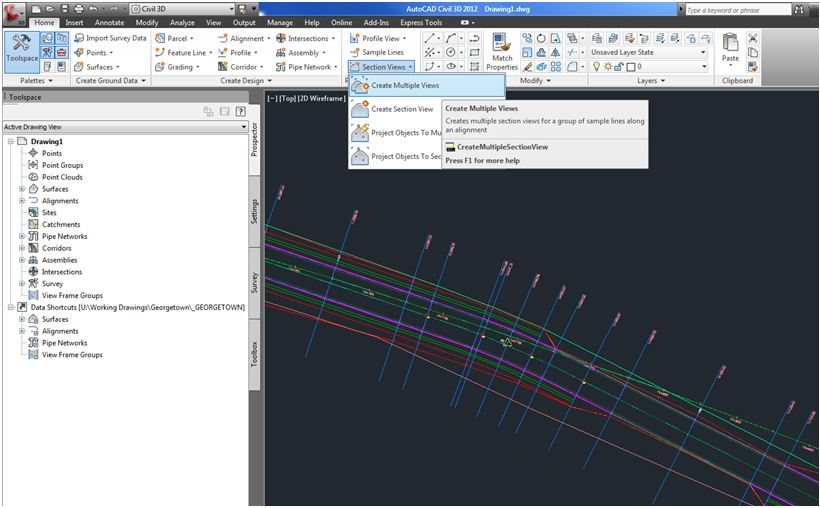 Civil 3D
AutoCAD Civil 3D 2012 Drawing1.dwg
Type a keyword or phrase
Home Insert Annotate Modify Analyze View Output Manage Help Online Add-Ins Express Tools
Toolspace
Import Survey Data
Points
Surfaces
Parcel
Feature Line
Grading
Alignment
Profile
Corridor
Intersections
Assembly
Pipe Network
Profile View
Sample Lines
Section Views
Match
Properties
Unsaved Layer State
0
Paste
Palettes
Create Ground Data
Create Design
Modify
Layers
Clipboard
Create Multiple Views
Create Section View
Project Objects To Mu
Project Objects To Sec
Create Multiple Views
Creates multiple section views for a group of sample lines along
an alignment
CreateMultipleSectionView
Press F1 for more help
[−] [Top] [2D Wireframe]
Toolspace
Active Drawing View
Drawing1
Points
Point Groups
Point Clouds
Surfaces
Alignments
Sites
Catchments
Pipe Networks
Corridors
Assemblies
Intersections
Survey
View Frame Groups
Data Shortcuts [U:\Working Drawings\Georgetown\_GEORGETOWN]
Surfaces
Alignments
Pipe Networks
View Frame Groups
Prospector
Settings
Survey
Toolbox